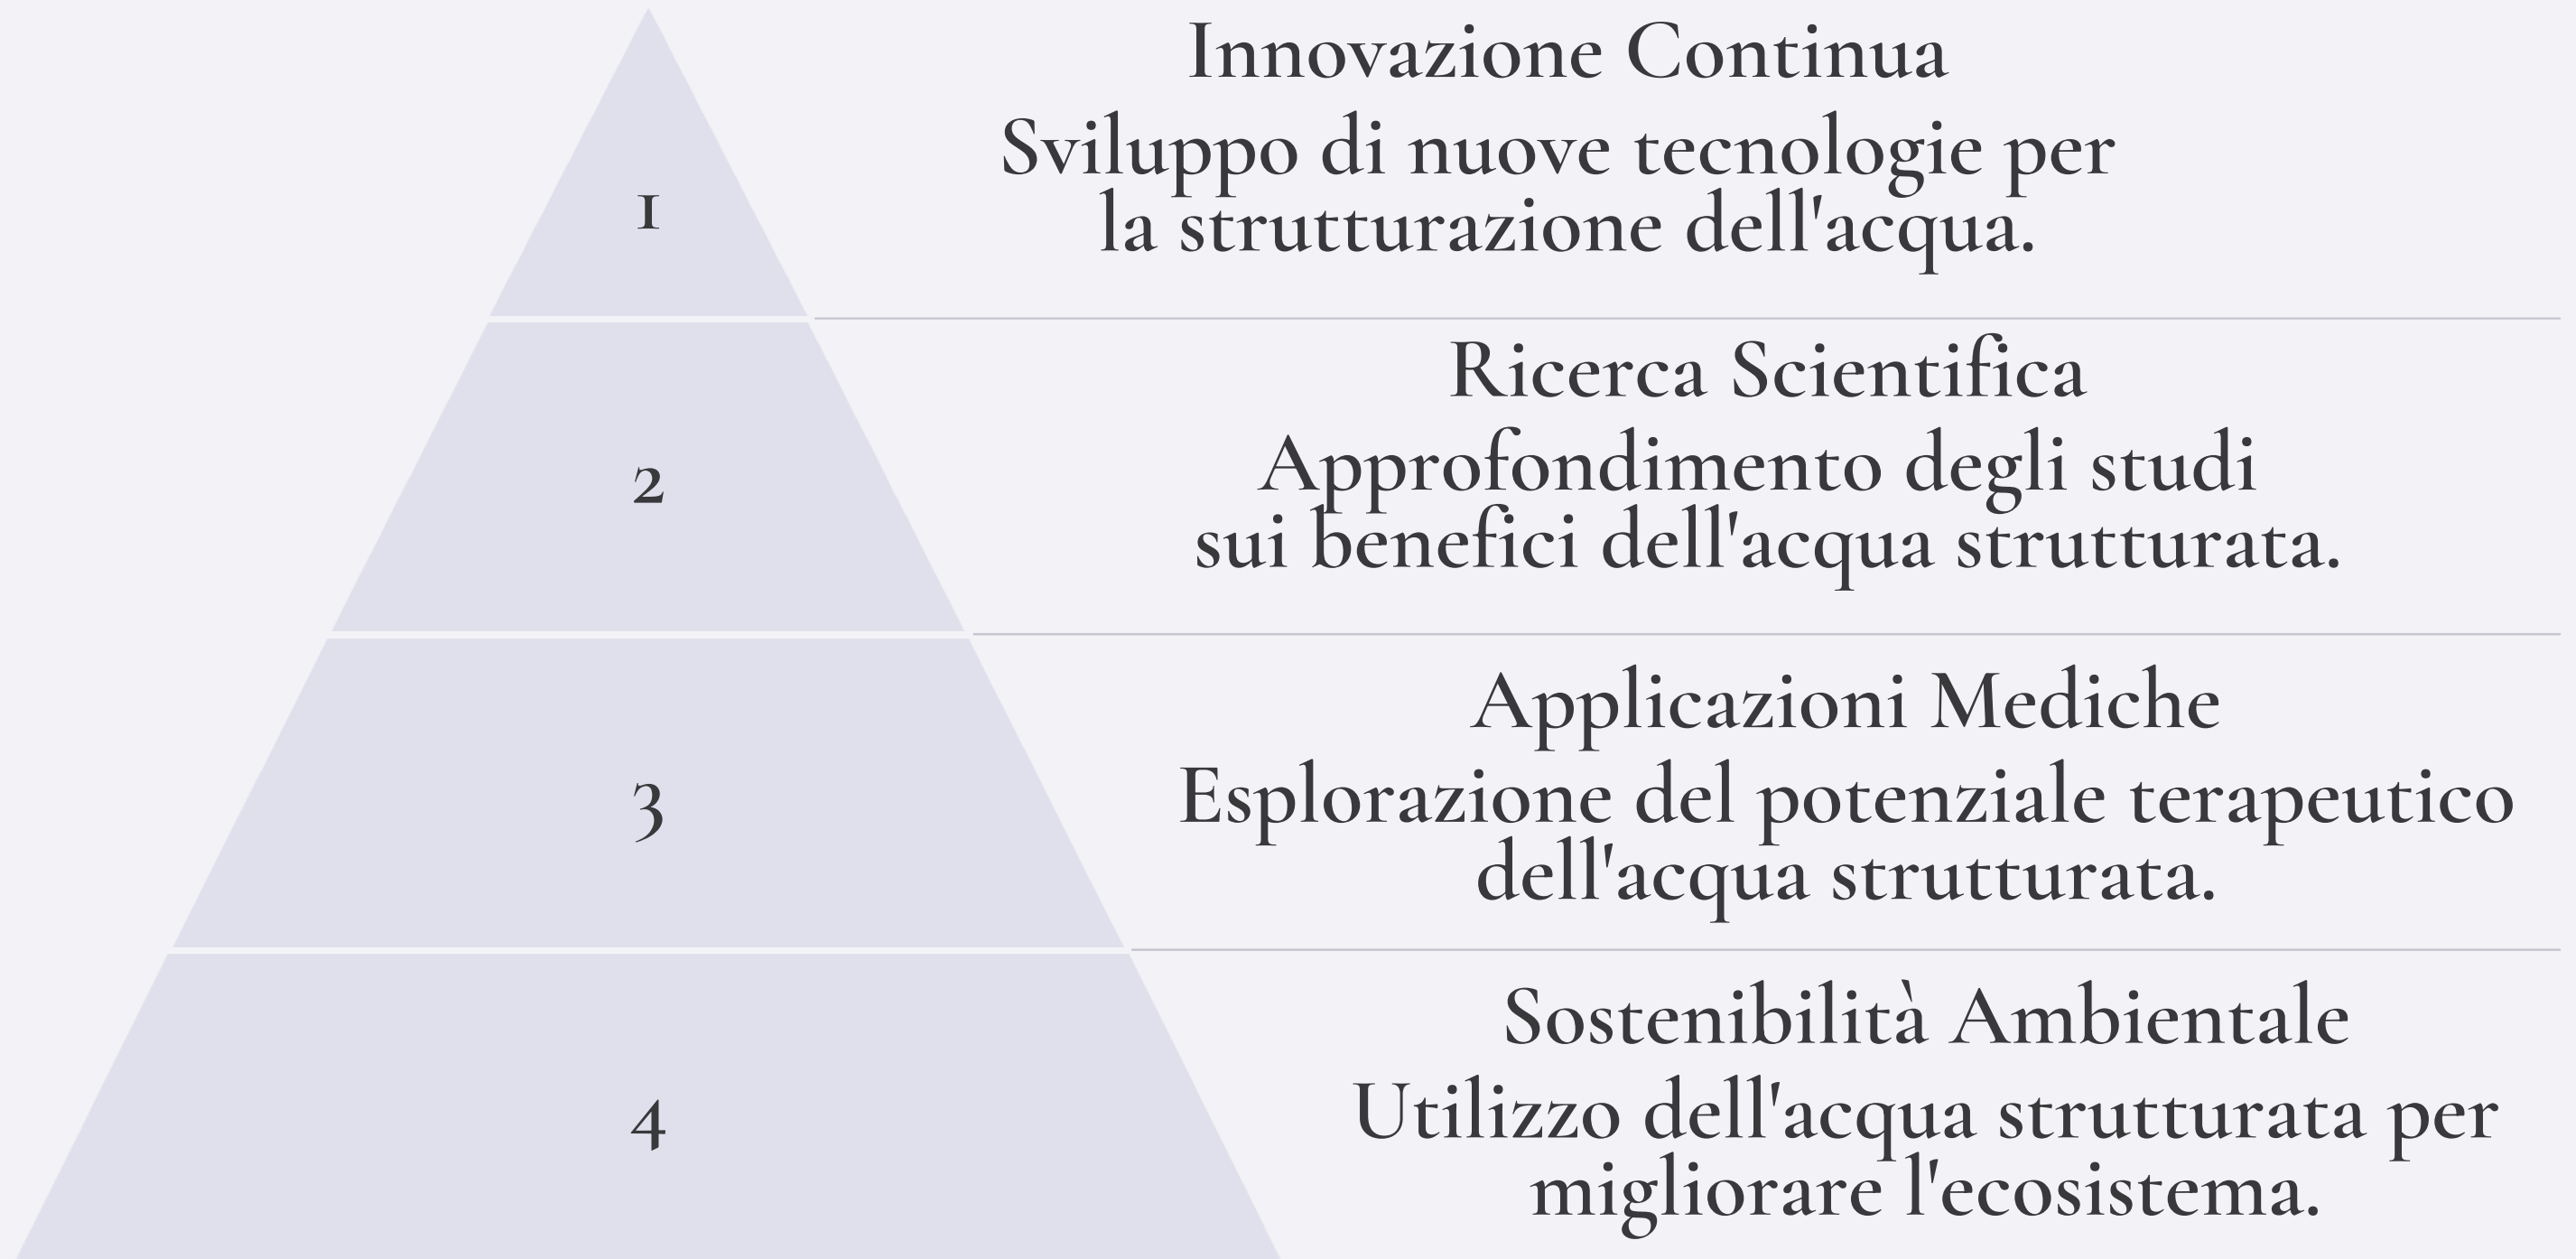 Innovazione Continua
Sviluppo di nuove tecnologie per
la strutturazione dell'acqua.
1
Ricerca Scientifica
Approfondimento degli studi
sui benefici dell'acqua strutturata.
2
Applicazioni Mediche
Esplorazione del potenziale terapeutico
dell'acqua strutturata.
3
Sostenibilità Ambientale
Utilizzo dell'acqua strutturata per
migliorare l'ecosistema.
4